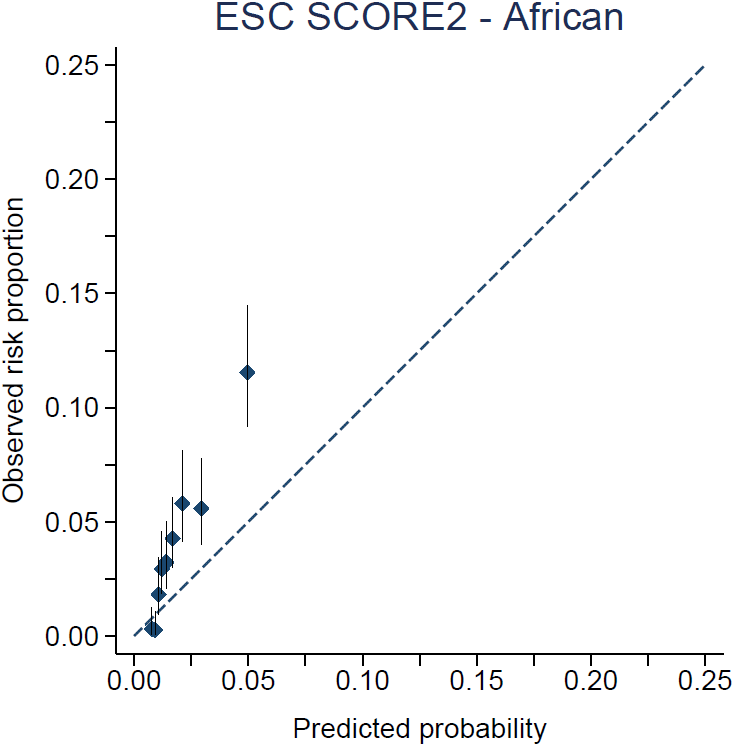 ESC SCORE2 - African
0.25
0.20
0.15
0.10
0.05
0.00
Observed risk proportion
0.00 0.05 0.10 0.15 0.20 0.25
Predicted probability